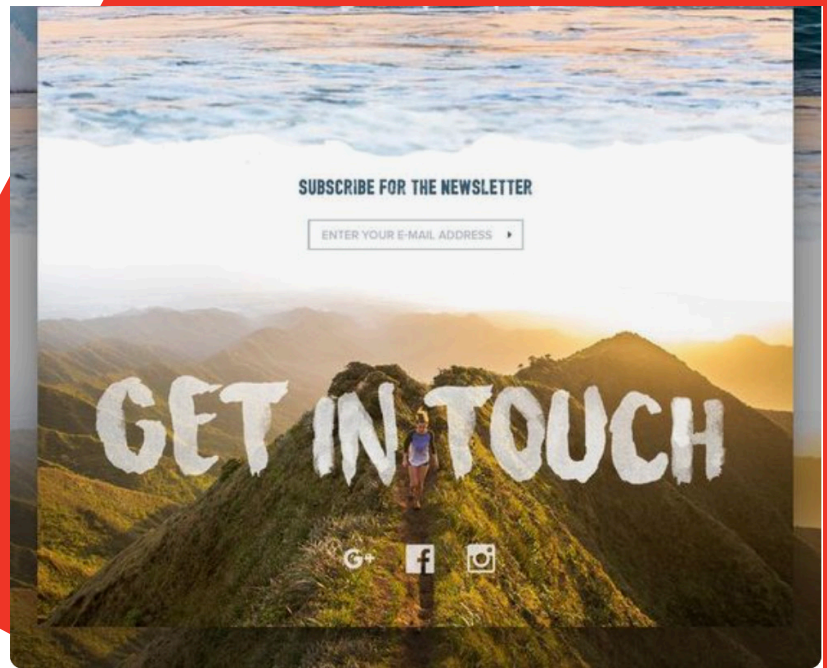 SUBSCRIBE FOR THE NEWSLETTER
ENTER YOUR E-MAIL ADDRESS
GET IN TOUCH
G+ f